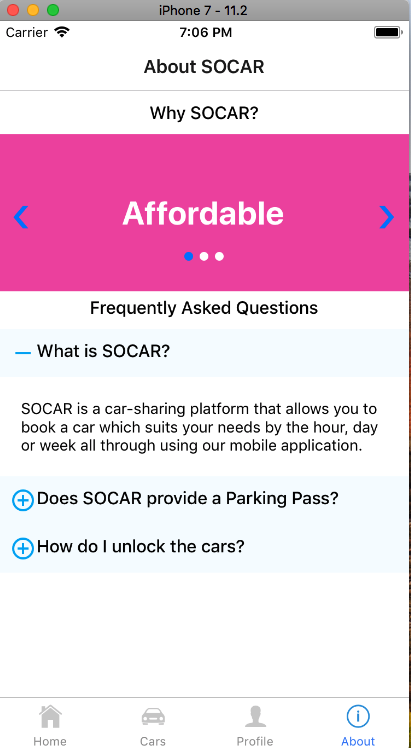 iPhone 7 - 11.2
Carrier 7:06 PM
About SOCAR
Why SOCAR?
Affordable
Frequently Asked Questions
What is SOCAR?
SOCAR is a car-sharing platform that allows you to
book a car which suits your needs by the hour, day
or week all through using our mobile application.
Does SOCAR provide a Parking Pass?
How do I unlock the cars?
Home Cars Profile About